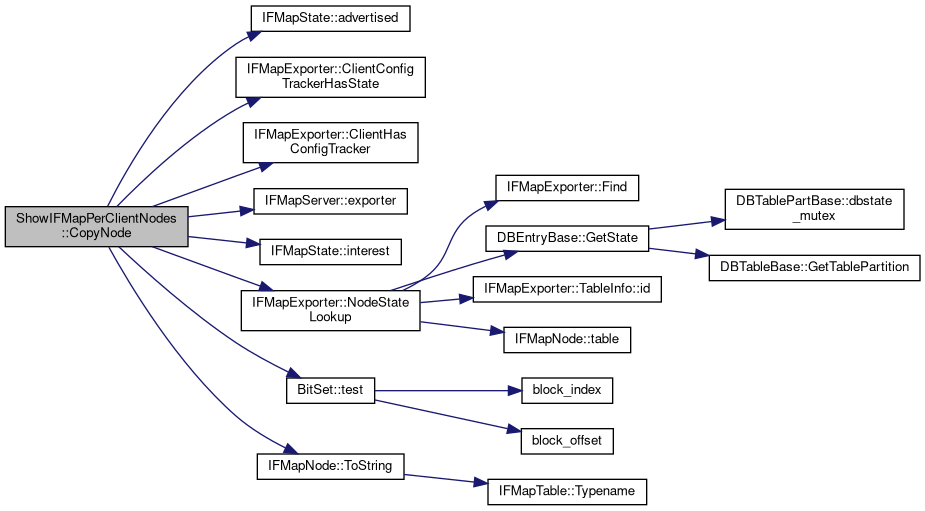 IFMapState::advertised
IFMapExporter::ClientConfig
TrackerHasState
IFMapExporter::ClientHas
ConfigTracker
IFMapExporter::Find
ShowIFMapPerClientNodes
::CopyNode
IFMapServer::exporter
DBTablePartBase::dbstate
_mutex
DBEntryBase::GetState
IFMapState::interest
DBTableBase::GetTablePartition
IFMapExporter::NodeState
Lookup
IFMapExporter::TableInfo::id
IFMapNode::table
BitSet::test
block_index
block_offset
IFMapNode::ToString
IFMapTable::Typename